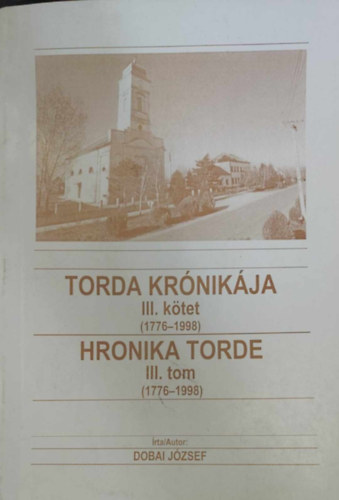 TORDA KRÓNIKÁJA
III. kötet
(1776–1998)
HRONIKA TORDE
III. tom
(1776–1998)
Írta/Autor:
DOBAI JÓZSEF